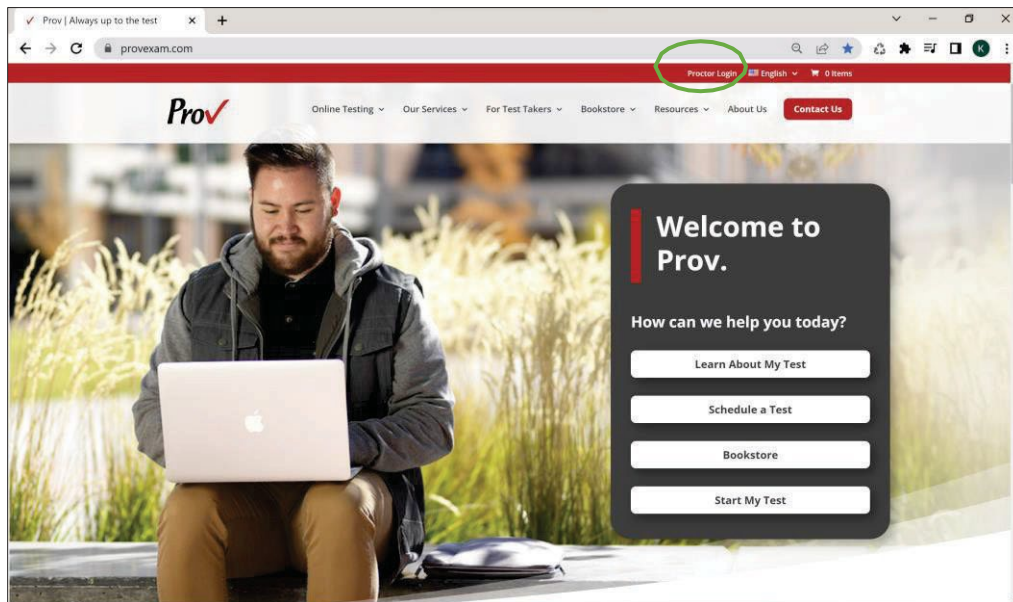 Prov | Always up to the test
provexam.com
K
Proctor Login English 0 Items
Prov
Online Testing Our Services For Test Takers Bookstore Resources About Us Contact Us
Welcome to
Prov.
How can we help you today?
Learn About My Test
Schedule a Test
Bookstore
Start My Test